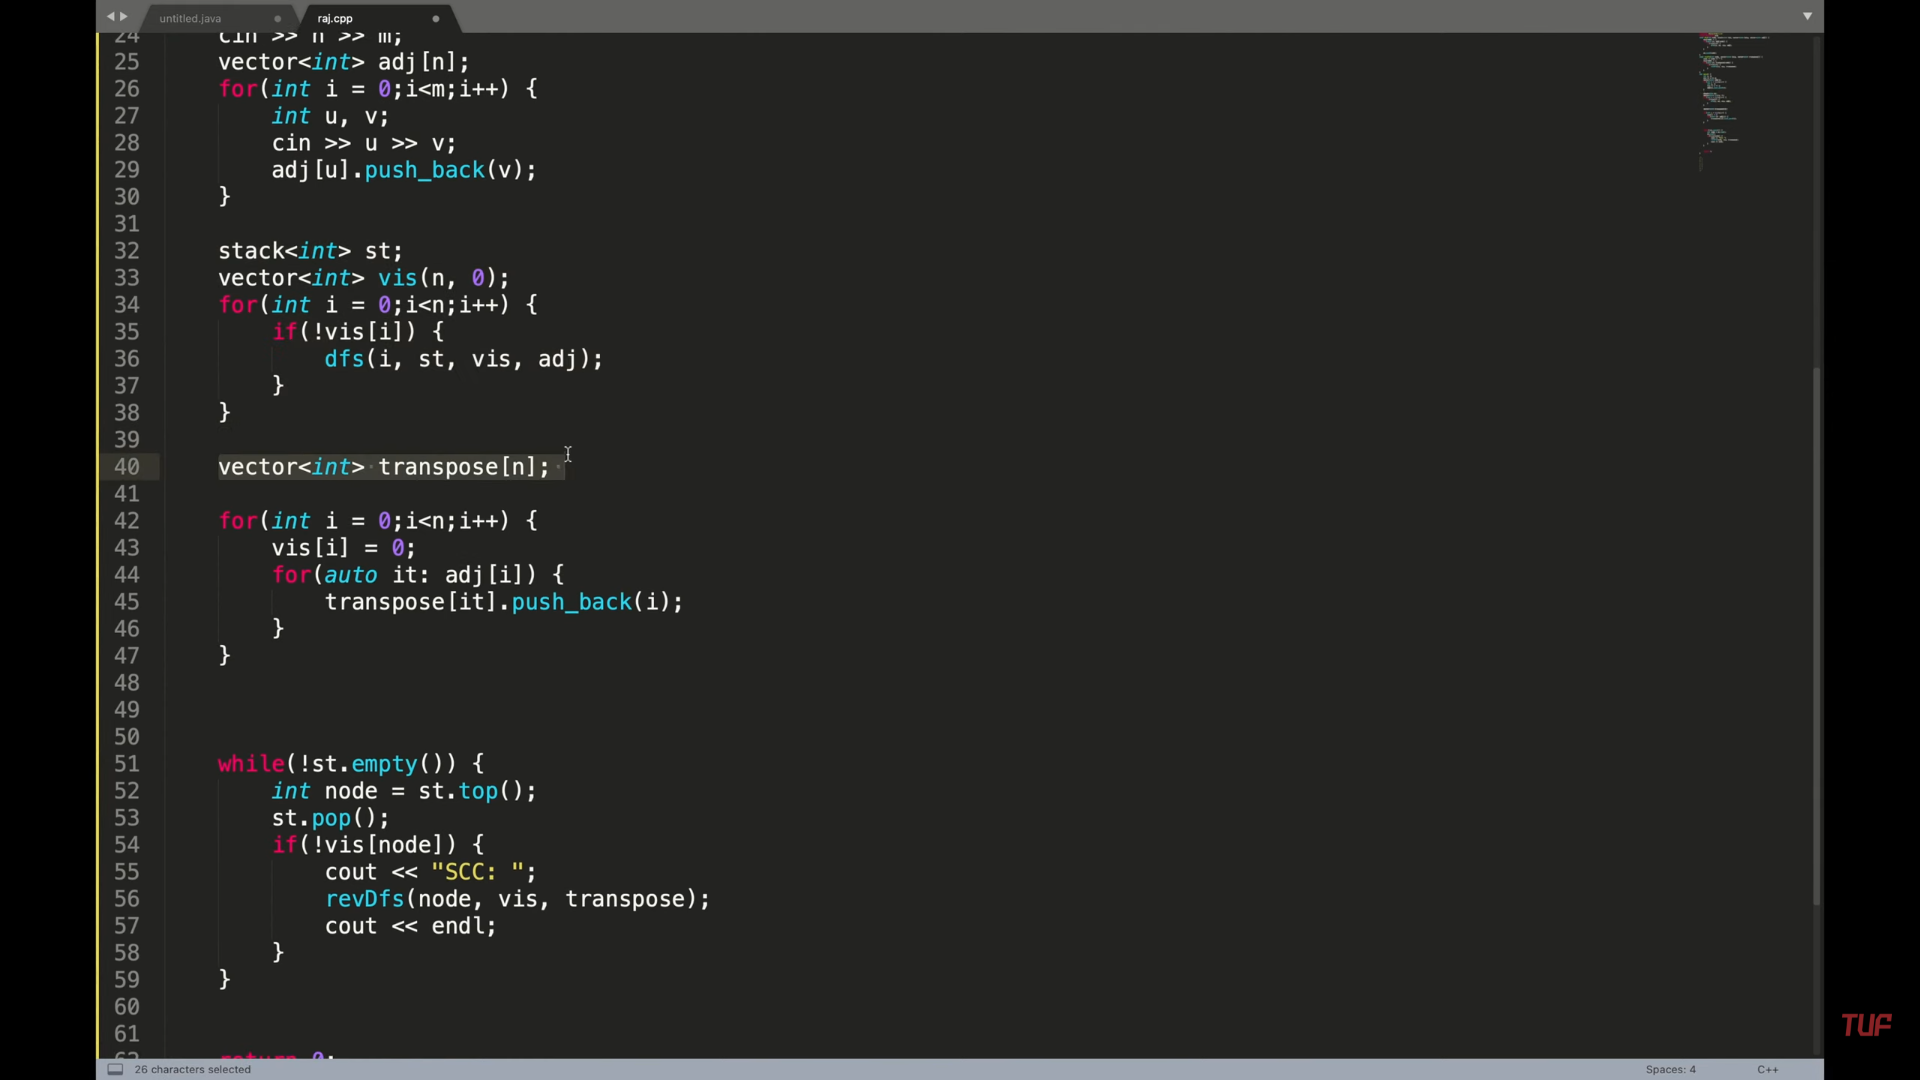 untitled.java
raj.cpp
24 cin >> n >> m;
25 vector<int> adj[n];
26 for(int i = 0;i<m;i++) {
27 int u, v;
28 cin >> u >> v;
29 adj[u].push_back(v);
30 }
31
32 stack<int> st;
33 vector<int> vis(n, 0);
34 for(int i = 0;i<n;i++) {
35 if(!vis[i]) {
36 dfs(i, st, vis, adj);
37 }
38 }
39
40 vector<int> transpose[n];
41
42 for(int i = 0;i<n;i++) {
43 vis[i] = 0;
44 for(auto it: adj[i]) {
45 transpose[it].push_back(i);
46 }
47 }
48
49
50
51 while(!st.empty()) {
52 int node = st.top();
53 st.pop();
54 if(!vis[node]) {
55 cout << "SCC: ";
56 revDfs(node, vis, transpose);
57 cout << endl;
58 }
59 }
60
61
62 return 0;
26 characters selected
Spaces: 4
C++
TUF